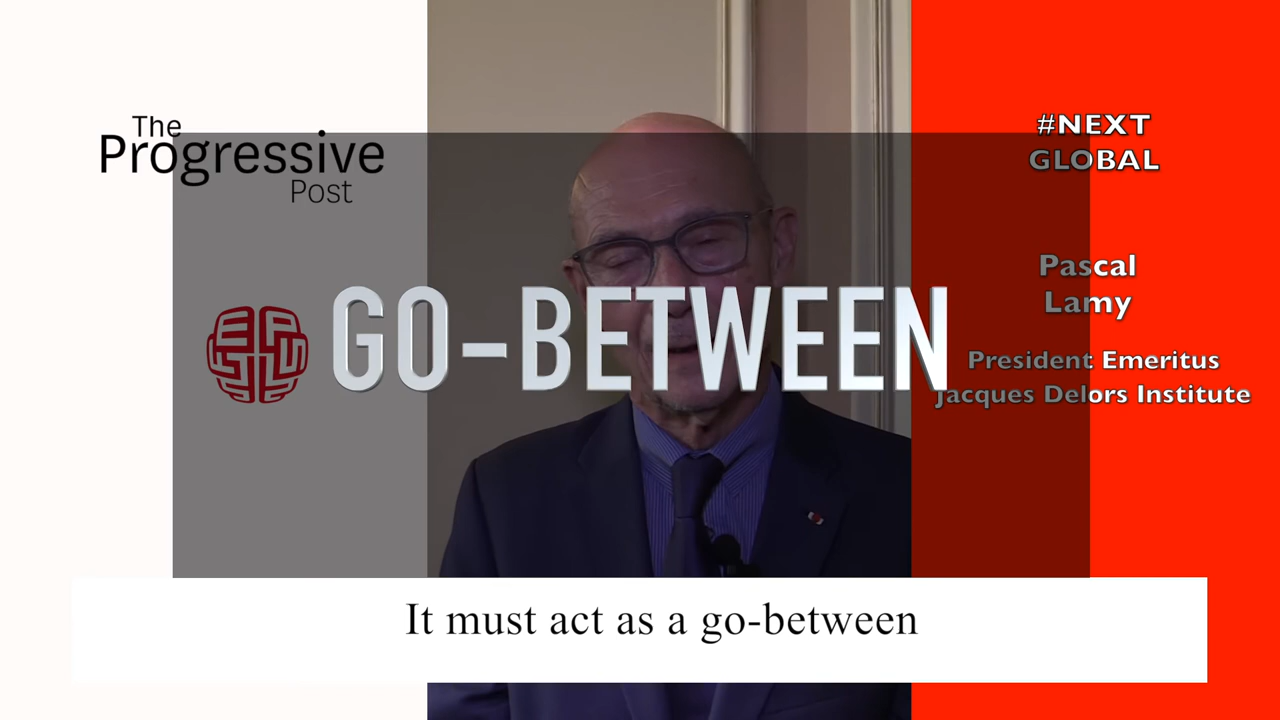 The
Progressive
Post
#NEXT
GLOBAL
Pascal
Lamy
President Emeritus
Jacques Delors Institute
GO-BETWEEN
It must act as a go-between